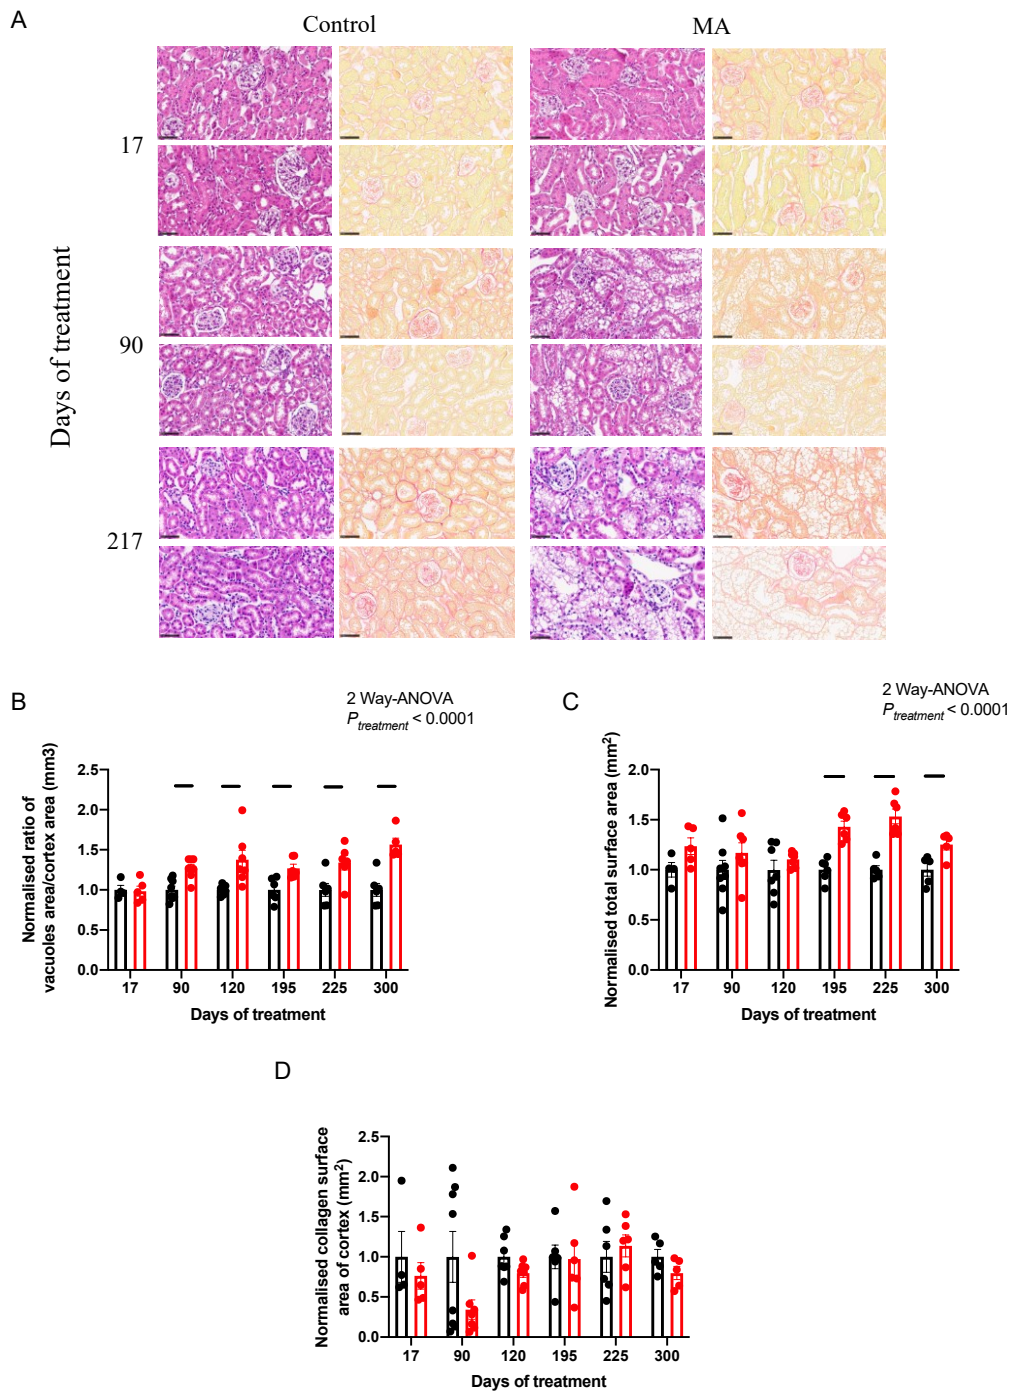 A
Control
MA
17
90
217
Days of treatment
B
2 Way-ANOVA
P treatment < 0.0001
Normalised ratio of
vacuoles area/cortex area (mm3)
2.5
2.0
1.5
1.0
0.5
0.0
17 90 120 195 225 300
Days of treatment
C
2 Way-ANOVA
P treatment < 0.0001
Normalised total surface area (mm²)
2.0
1.5
1.0
0.5
0.0
17 90 120 195 225 300
Days of treatment
D
Normalised collagen surface
area of cortex (mm²)
2.5
2.0
1.5
1.0
0.5
0.0
17 90 120 195 225 300
Days of treatment